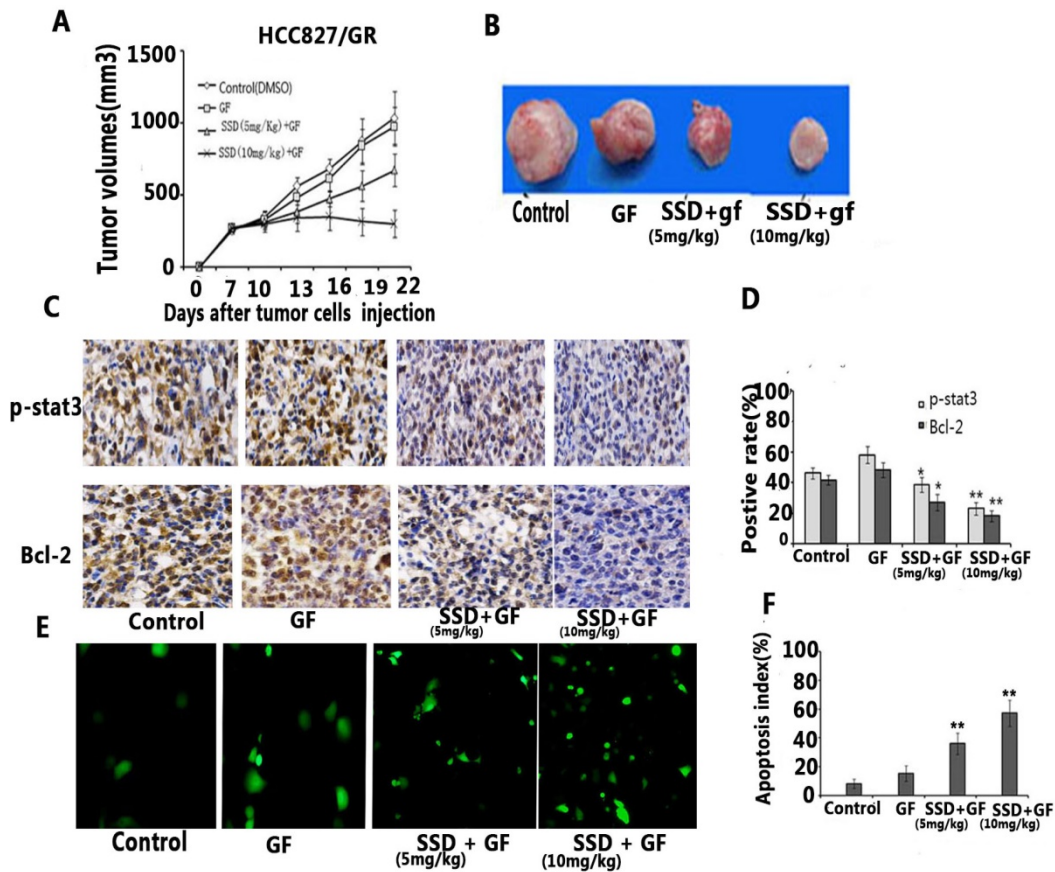 A
HCC827/GR
Tumor volumes(mm3)
1500
1000
500
0
Control(DMSO)
GF
SSD(5mg/Kg)+GF
SSD(10mg/kg)+GF
0 7 10 13 16 19 22
Days after tumor cells injection
B
Control GF SSD+gf SSD+gf
(5mg/kg) (10mg/kg)
C
p-stat3
Bcl-2
Control GF SSD+GF SSD+GF
(5mg/kg) (10mg/kg)
D
Postive rate(%)
100
80
60
40
20
0
p-stat3
Bcl-2
* * ** **
Control GF SSD+GF SSD+GF
(5mg/kg) (10mg/kg)
E
Control GF SSD + GF SSD + GF
(5mg/kg) (10mg/kg)
F
Apoptosis index(%)
100
80
60
40
20
0
** **
Control GF SSD+GF SSD+GF
(5mg/kg) (10mg/kg)